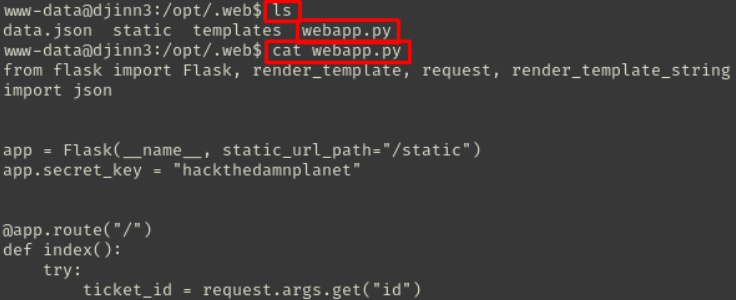 www-data@djinn3:/opt/.web$ ls
data.json  static  templates  webapp.py
www-data@djinn3:/opt/.web$ cat webapp.py
from flask import Flask, render_template, request, render_template_string
import json
app = Flask(__name__, static_url_path="/static")
app.secret_key = "hackthedamnplanet"
@app.route("/")
def index():
    try:
        ticket_id = request.args.get("id")